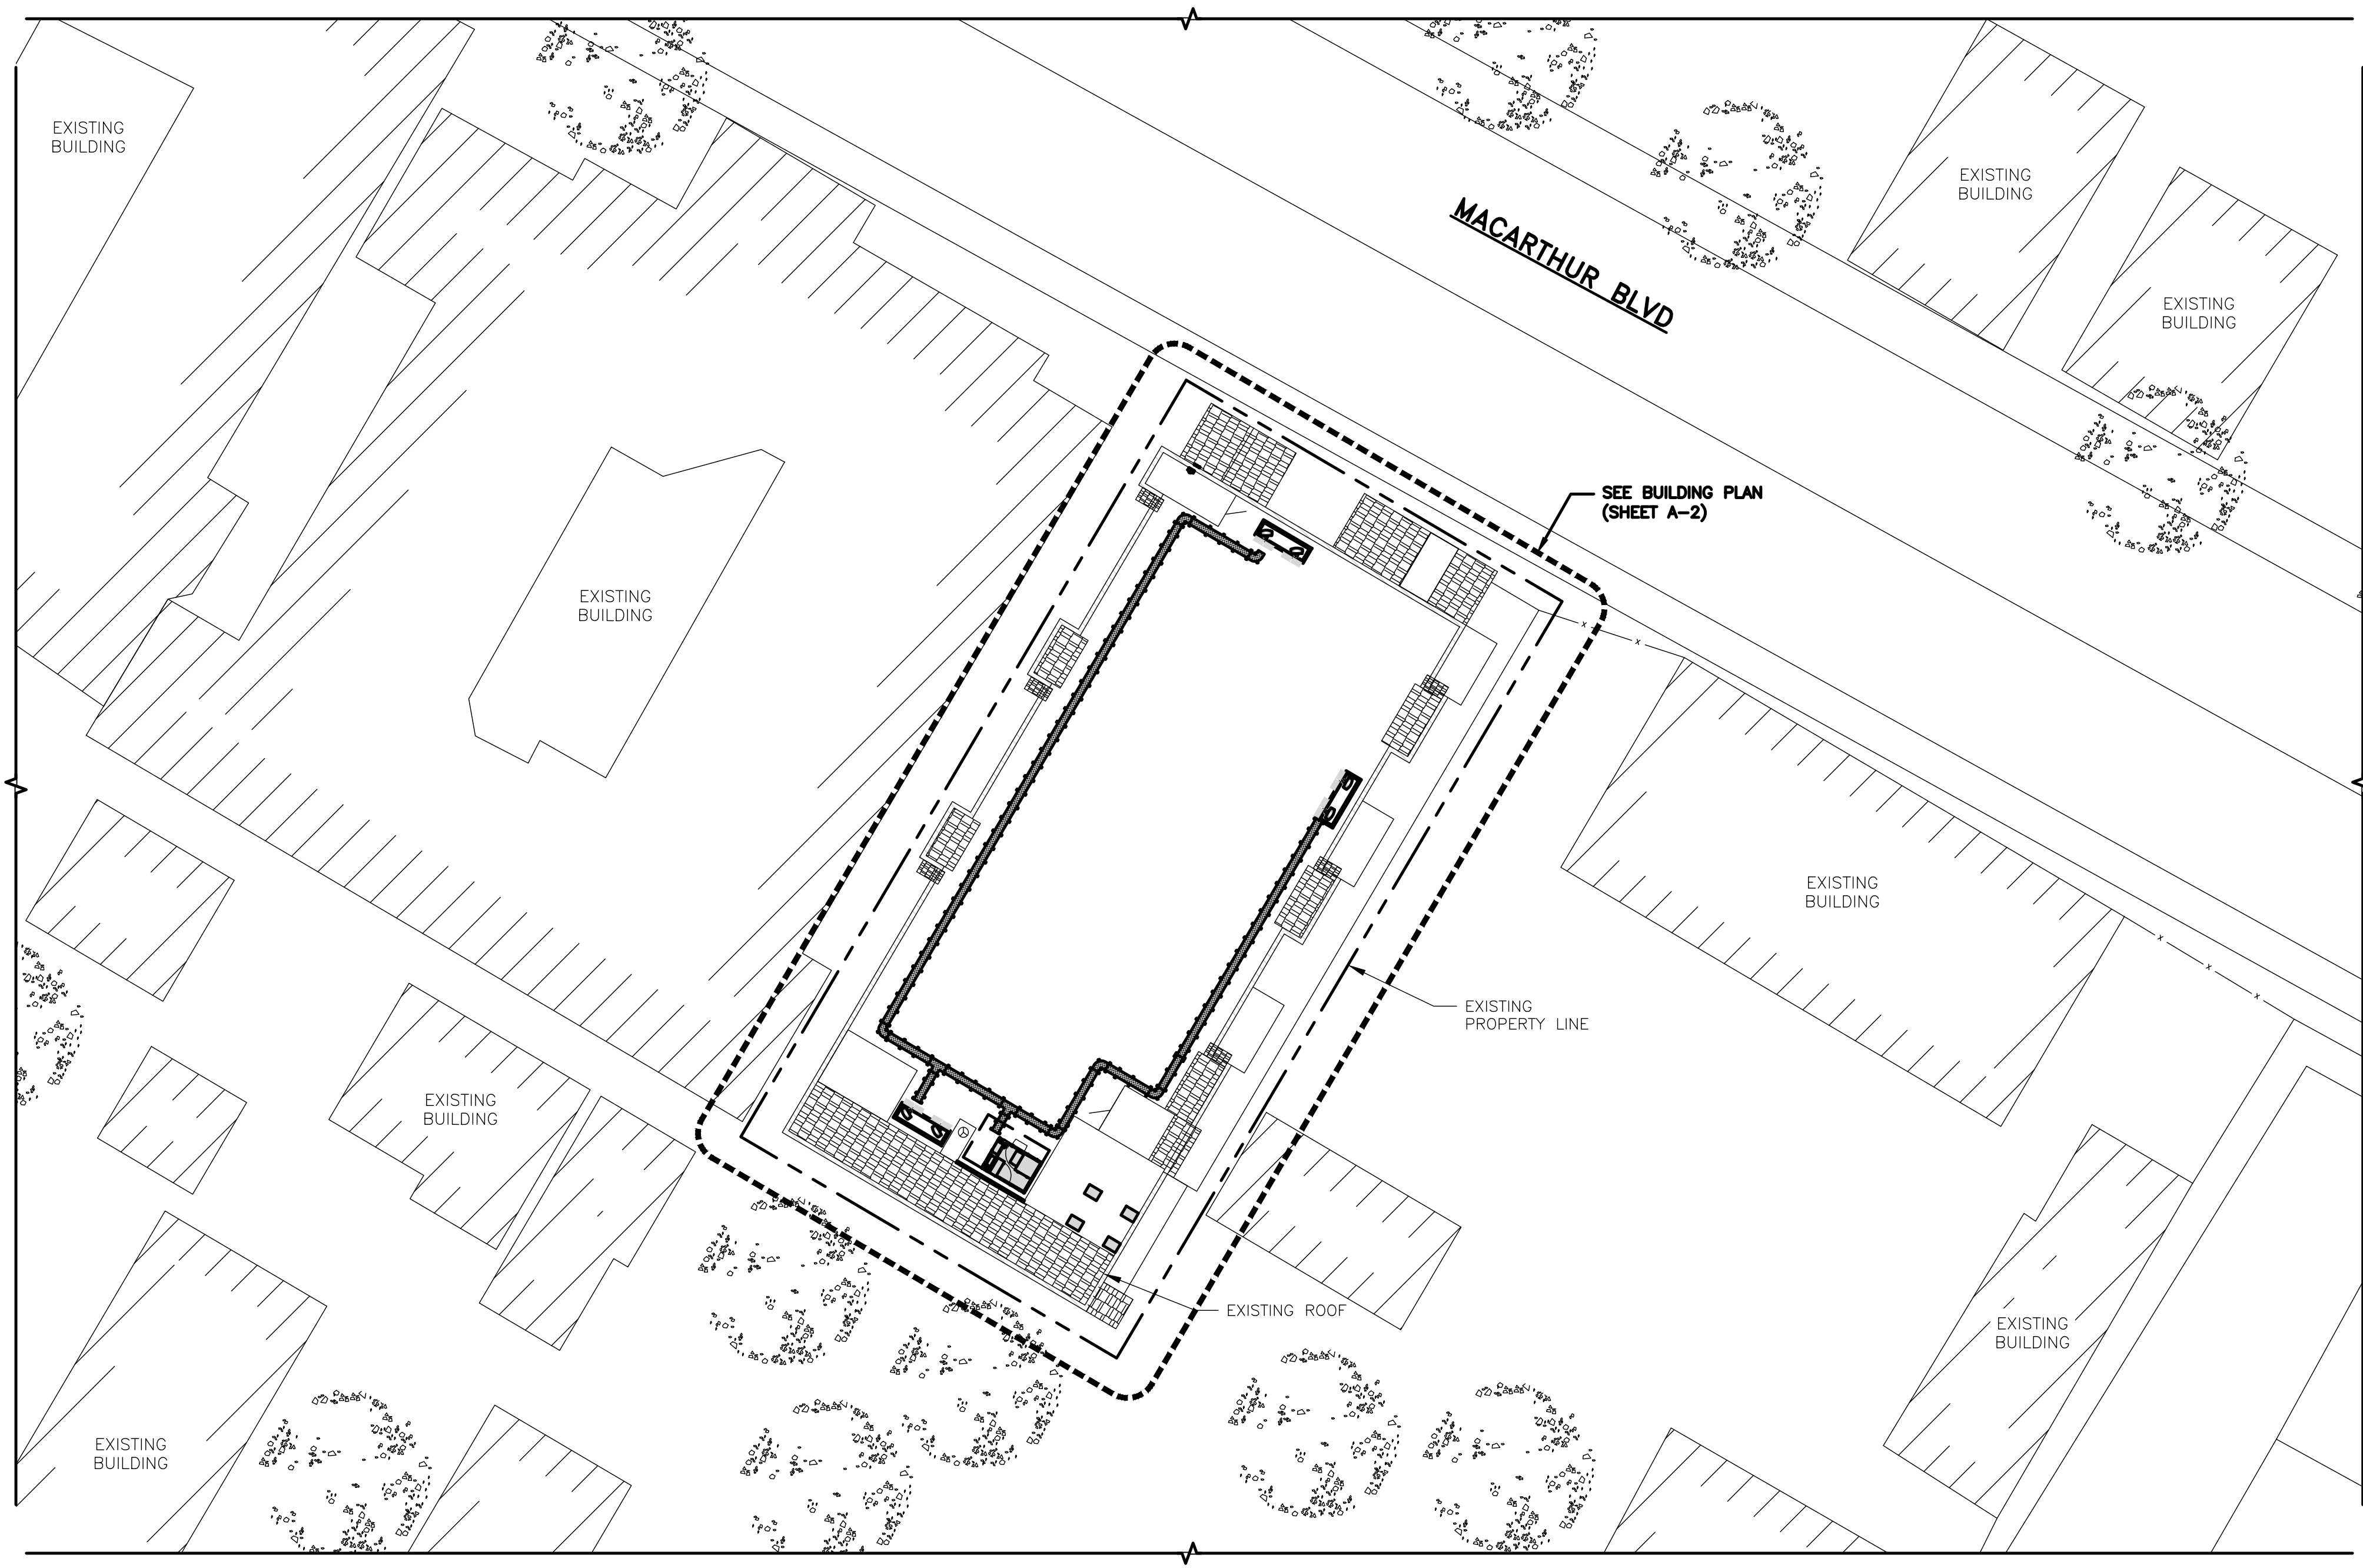 EXISTING
BUILDING
EXISTING
BUILDING
MACARTHUR BLVD
EXISTING
BUILDING
SEE BUILDING PLAN
(SHEET A-2)
EXISTING
BUILDING
EXISTING
BUILDING
EXISTING
PROPERTY LINE
EXISTING
BUILDING
EXISTING ROOF
EXISTING
BUILDING
EXISTING
BUILDING